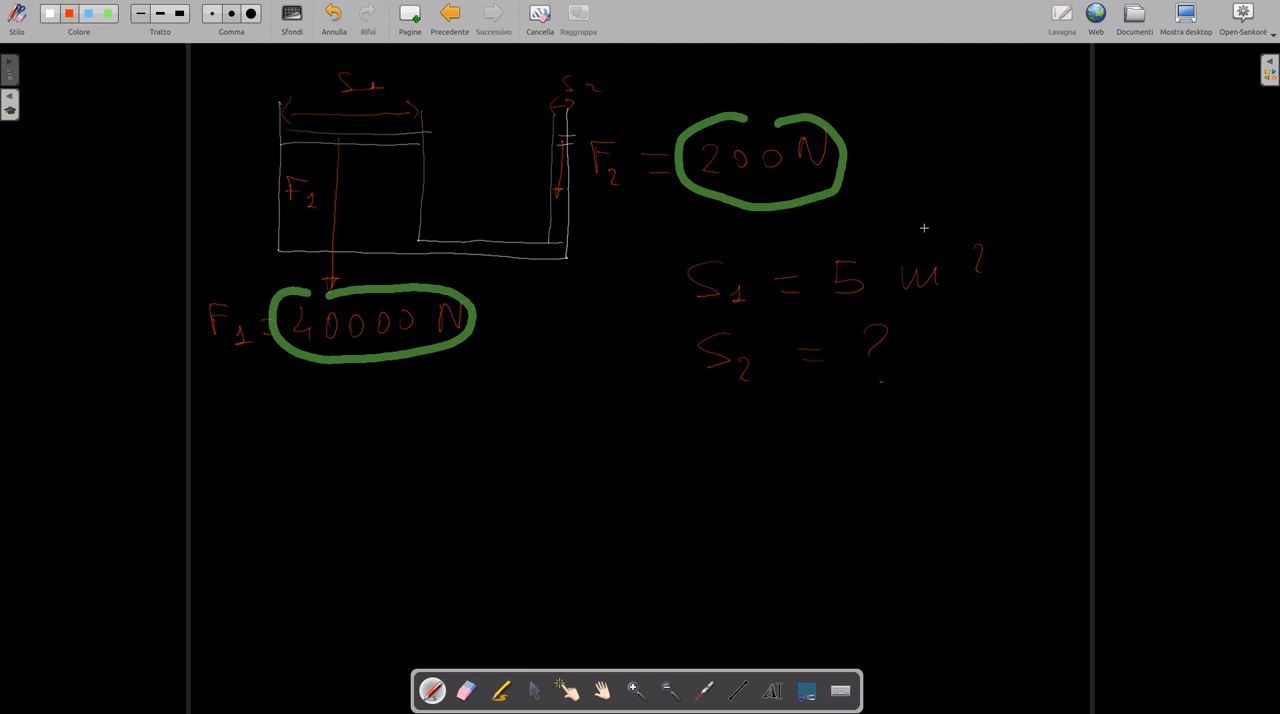 Stilo Colore Tratto Gomma Sfondi Annulla Rifai Pagine Precedente Successivo Cancella Raggruppa Lavagna Web Documenti Mostra desktop Open-Sankoré
S1 S2
F1
F2 = 200 N
S1 = 5 m²
F1 = 40000 N
S2 = ?
AI